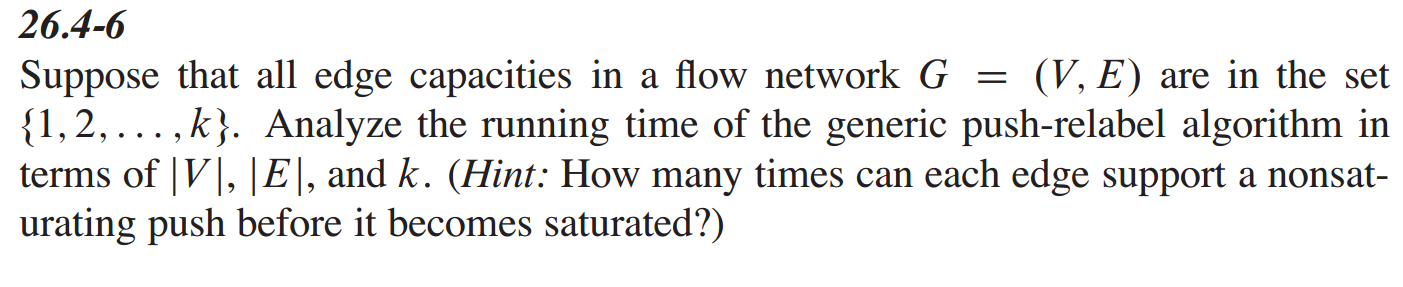 26.4-6
Suppose that all edge capacities in a flow network G = (V, E) are in the set
{1, 2, . . . , k}. Analyze the running time of the generic push-relabel algorithm in
terms of |V|, |E|, and k. (Hint: How many times can each edge support a nonsat-
urating push before it becomes saturated?)